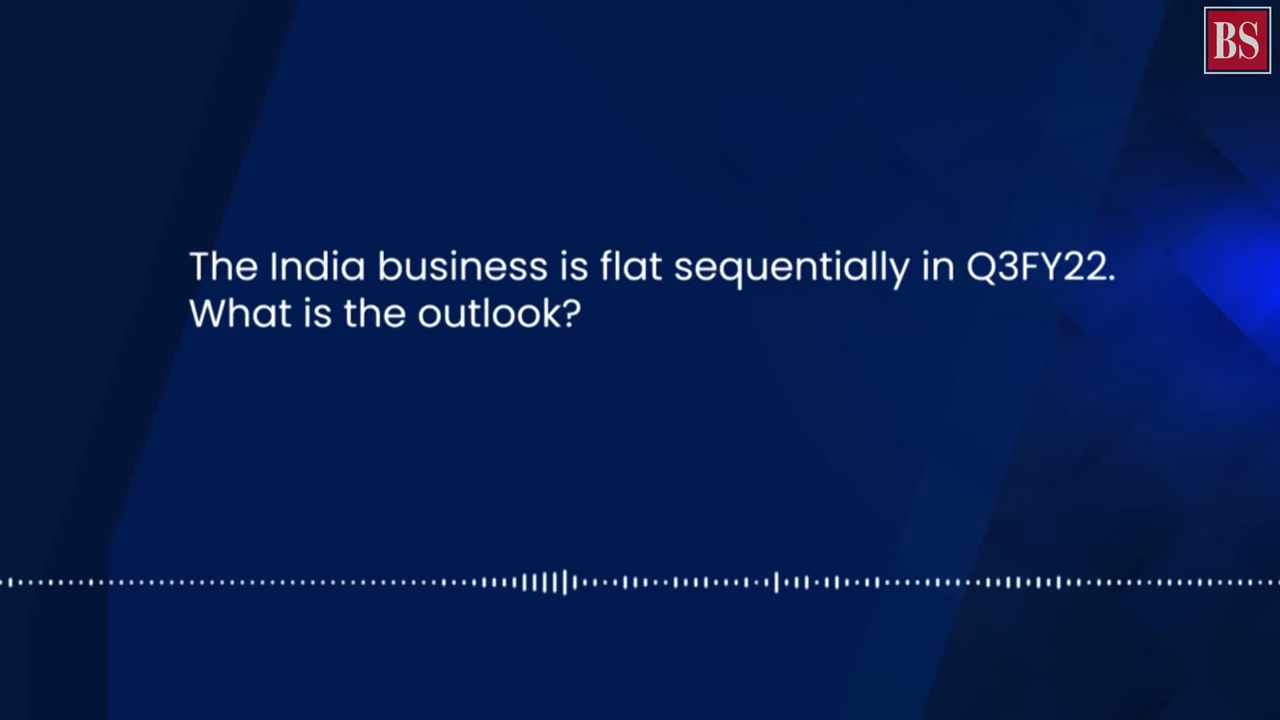 BS
The India business is flat sequentially in Q3FY22.
What is the outlook?